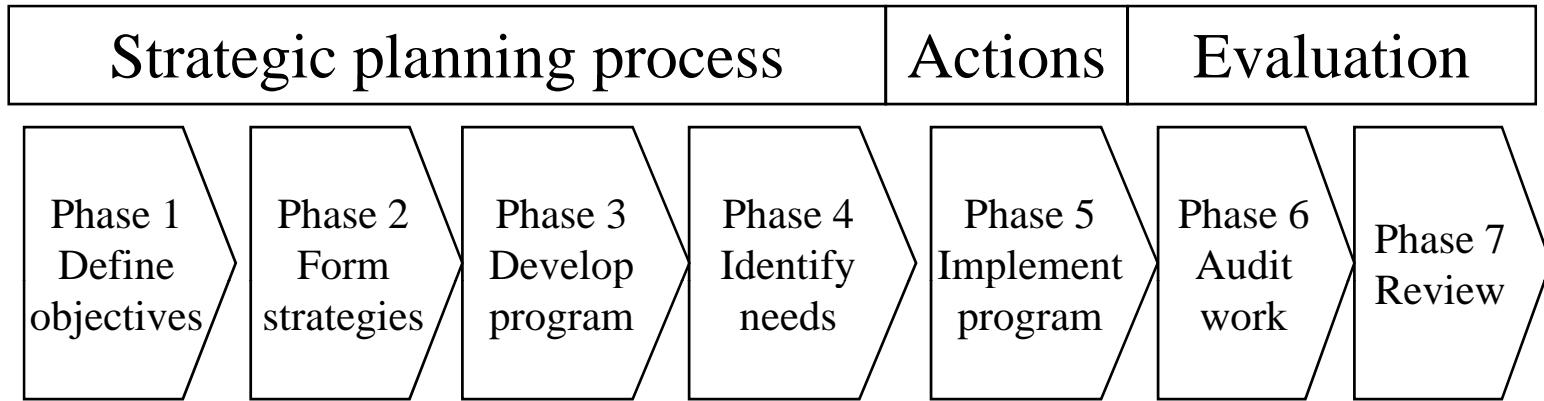 Strategic planning process
Actions
Evaluation
Phase 1
Define
objectives
Phase 2
Form
strategies
Phase 3
Develop
program
Phase 4
Identify
needs
Phase 5
Implement
program
Phase 6
Audit
work
Phase 7
Review